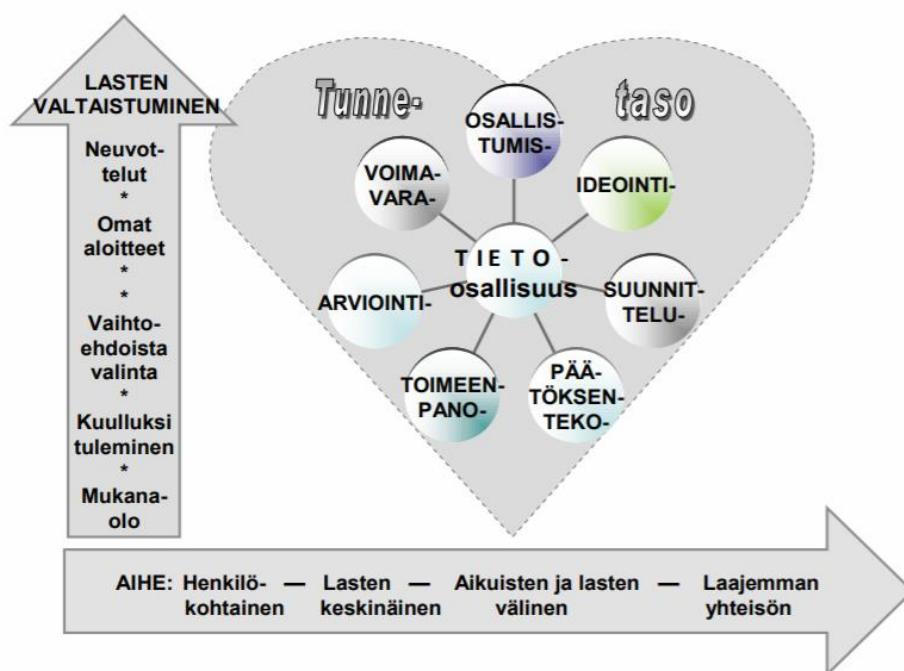 LASTEN
VALTAISTUMINEN
Neuvot-
telut
*
Omat
aloitteet
*
*
Vaihto-
ehdoista
valinta
*
Kuulluksi
tuleminen
*
Mukana-
olo
Tunne- taso
OSALLIS-
TUMIS-
VOIMA-
VARA-
IDEOINTI-
TIETO-
osallisuus
ARVIOINTI-
SUUNNIT-
TELU-
TOIMEEN-
PANO-
PÄÄ-
TÖKSEN-
TEKO-
AIHE: Henkilö- — Lasten — Aikuisten ja lasten — Laajemman
kohtainen keskinäinen välinen yhteisön